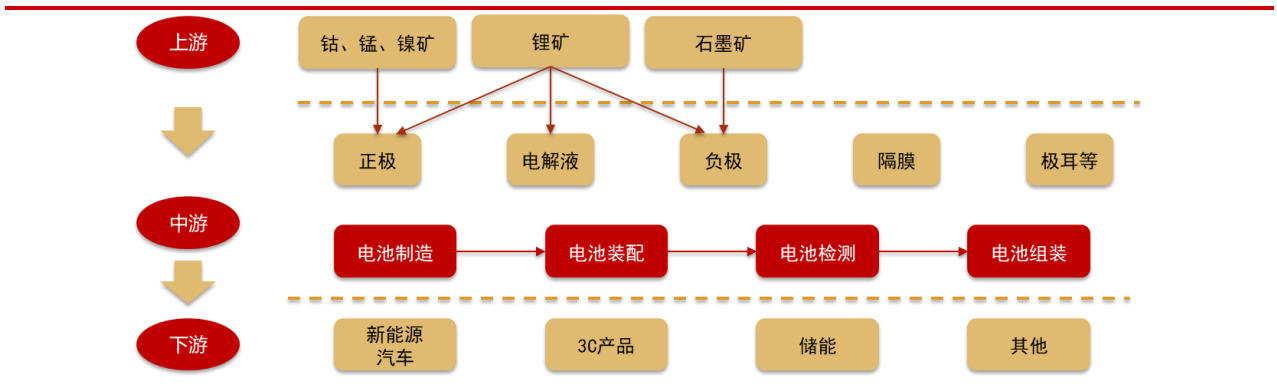 上游
钴、锰、镍矿
锂矿
石墨矿
正极
电解液
负极
隔膜
极耳等
中游
电池制造
电池装配
电池检测
电池组装
下游
新能源
汽车
3C产品
储能
其他